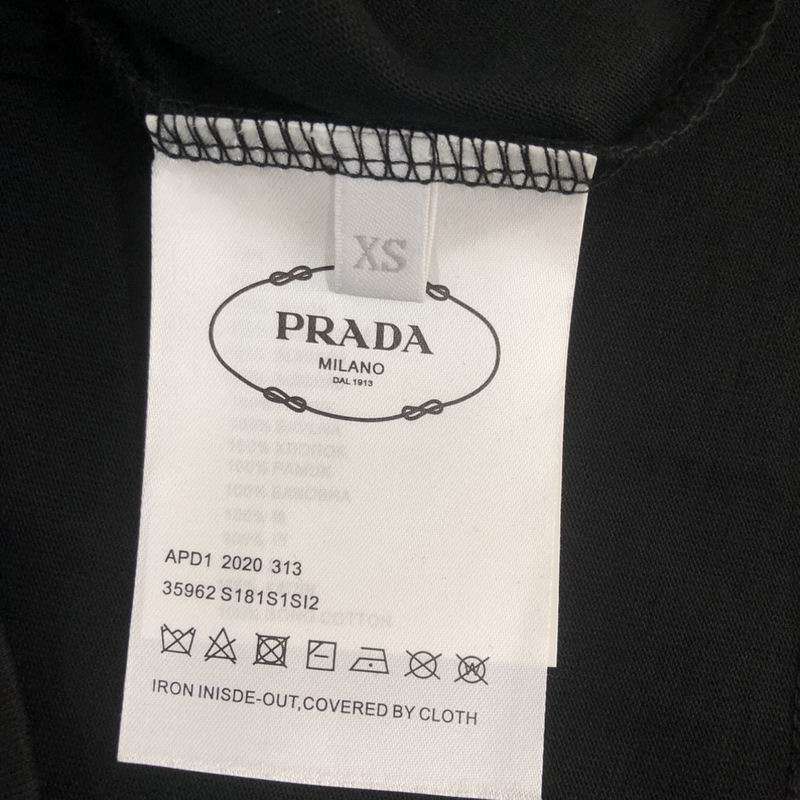 XS
PRADA
MILANO
DAL 1913
APD1 2020 313
35962 S181S1SI2
IRON INISDE-OUT,COVERED BY CLOTH